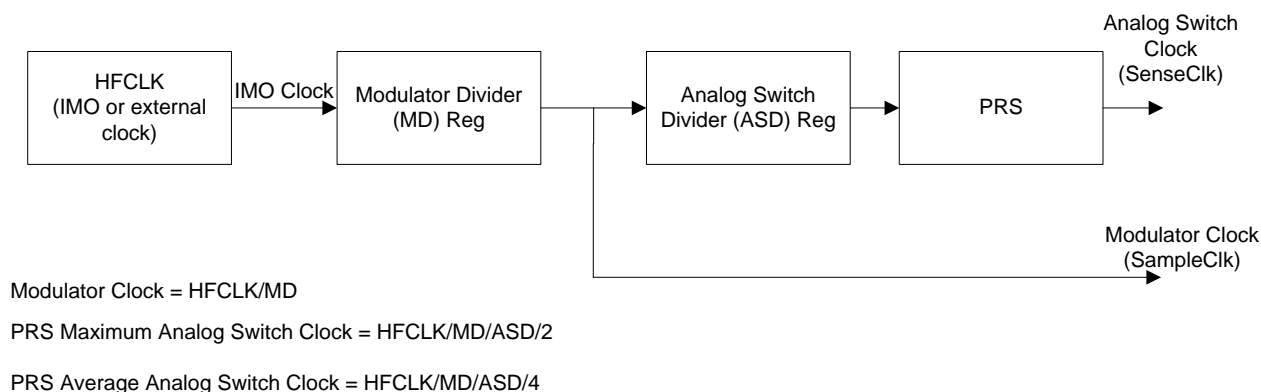 Analog Switch
Clock
(SenseClk)
HFCLK
(IMO or external
clock)
IMO Clock
Modulator Divider
(MD) Reg
Analog Switch
Divider (ASD) Reg
PRS
Modulator Clock
(SampleClk)
Modulator Clock = HFCLK/MD
PRS Maximum Analog Switch Clock = HFCLK/MD/ASD/2
PRS Average Analog Switch Clock = HFCLK/MD/ASD/4